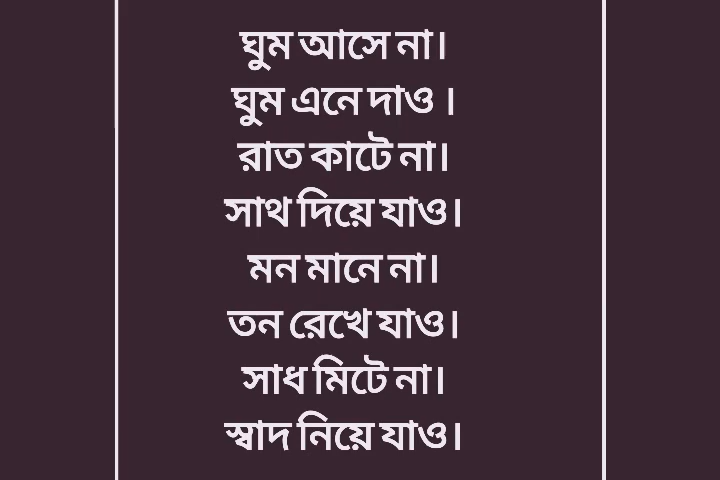 ঘুম আসে না।
ঘুম এনে দাও ।
রাত কাটে না।
সাথ দিয়ে যাও।
মন মানে না।
তন রেখে যাও।
সাধ মিটে না।
স্বাদ নিয়ে যাও।